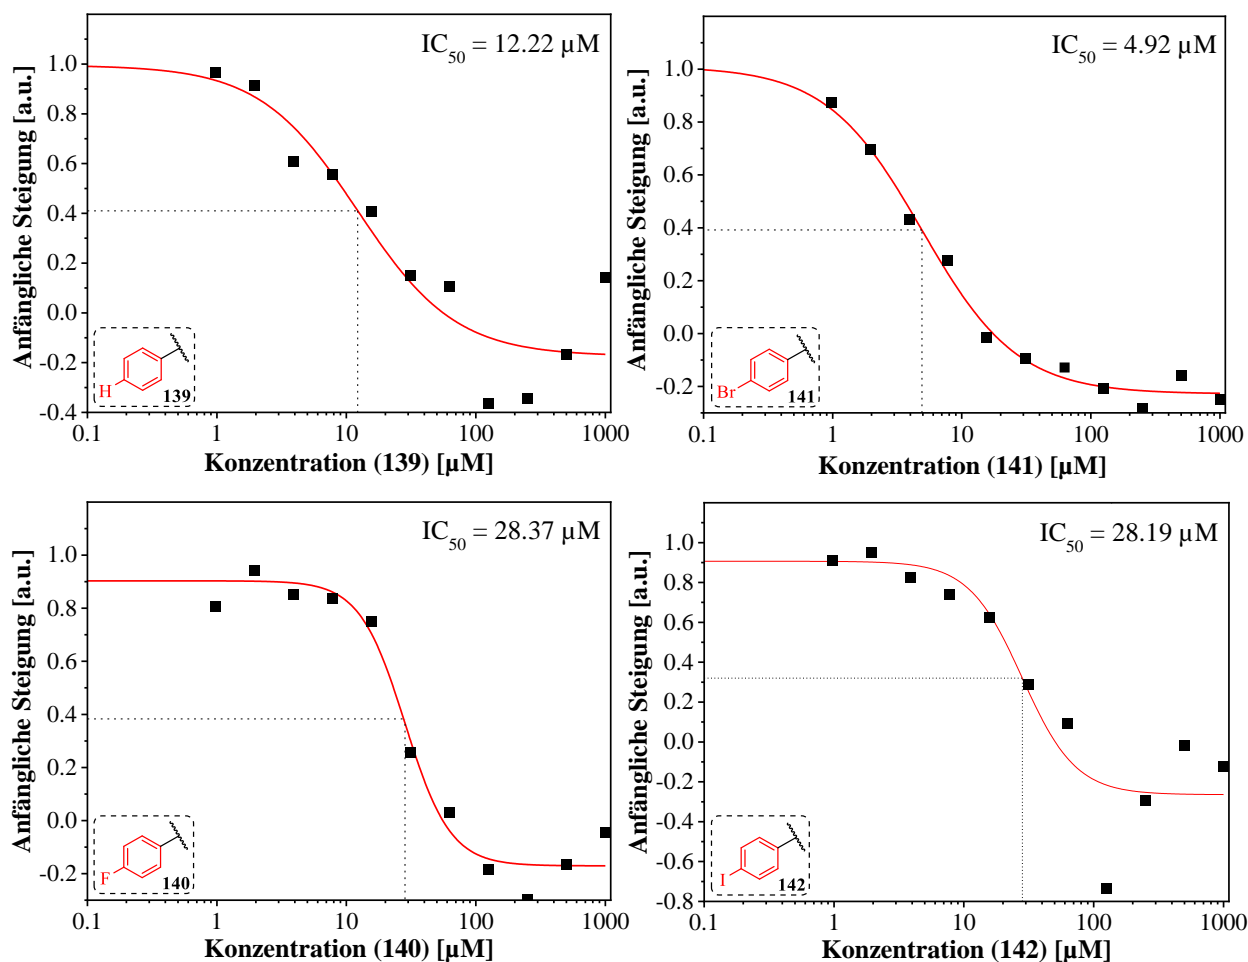 IC50 = 12.22 µM
Anfängliche Steigung [a.u.]
1.0
0.8
0.6
0.4
0.2
0.0
-0.2
-0.4
H
139
0.1 1 10 100 1000
Konzentration (139) [µM]
IC50 = 4.92 µM
Anfängliche Steigung [a.u.]
1.0
0.8
0.6
0.4
0.2
0.0
-0.2
Br
141
0.1 1 10 100 1000
Konzentration (141) [µM]
IC50 = 28.37 µM
Anfängliche Steigung [a.u.]
1.0
0.8
0.6
0.4
0.2
0.0
-0.2
F
140
0.1 1 10 100 1000
Konzentration (140) [µM]
IC50 = 28.19 µM
Anfängliche Steigung [a.u.]
1.0
0.8
0.6
0.4
0.2
0.0
-0.2
-0.4
-0.6
-0.8
I
142
0.1 1 10 100 1000
Konzentration (142) [µM]